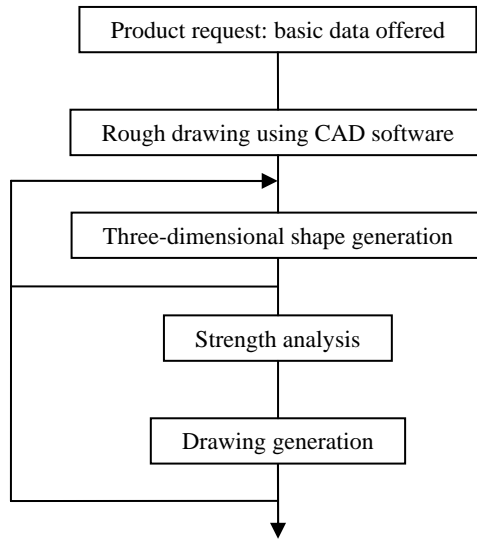 Product request: basic data offered
Rough drawing using CAD software
Three-dimensional shape generation
Strength analysis
Drawing generation